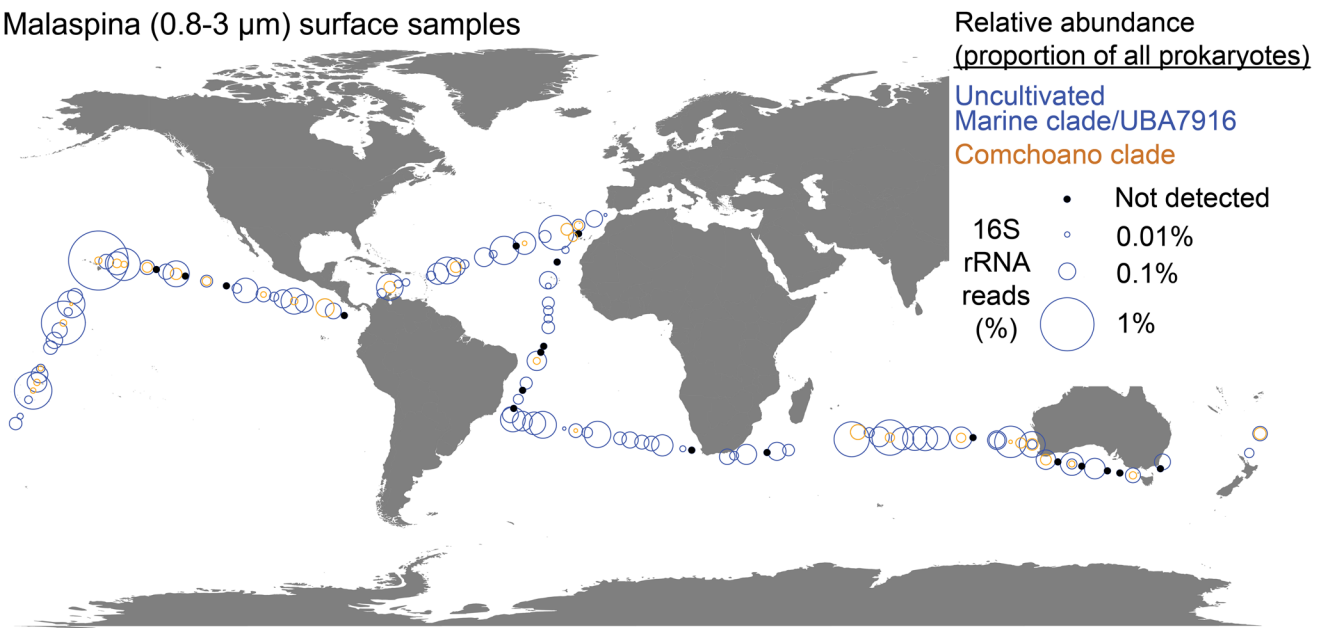 Malaspina (0.8-3 µm) surface samples
Relative abundance
(proportion of all prokaryotes)
Uncultivated
Marine clade/UBA7916
Comchoano clade
16S
rRNA
reads
(%)
Not detected
0.01%
0.1%
1%